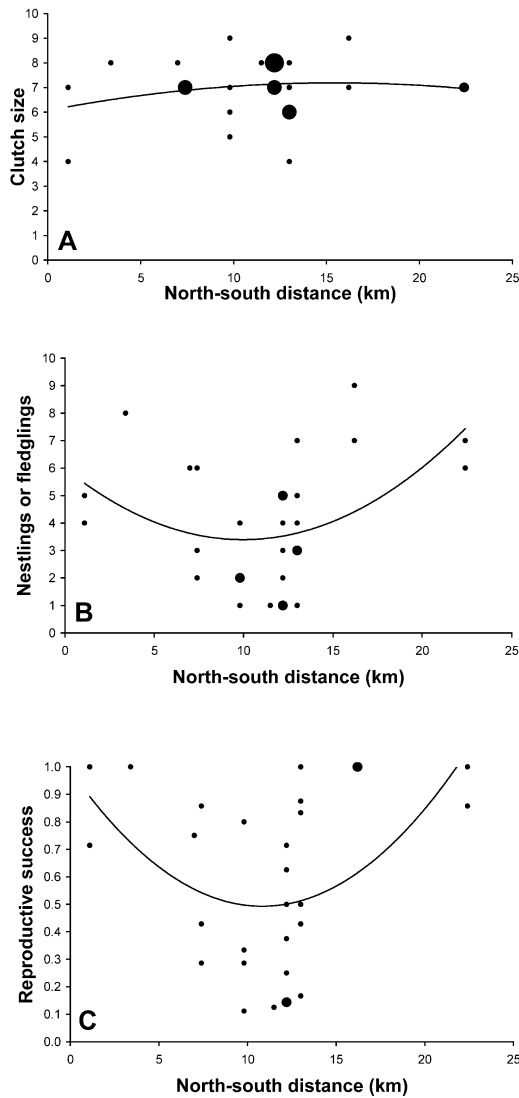 10
9
8
7
6
5
4
3
2
1
0
Clutch size
A
0 5 10 15 20 25
North-south distance (km)
10
9
8
7
6
5
4
3
2
1
0
Nestlings or fledglings
B
0 5 10 15 20 25
North-south distance (km)
1.0
0.9
0.8
0.7
0.6
0.5
0.4
0.3
0.2
0.1
0.0
Reproductive success
C
0 5 10 15 20 25
North-south distance (km)